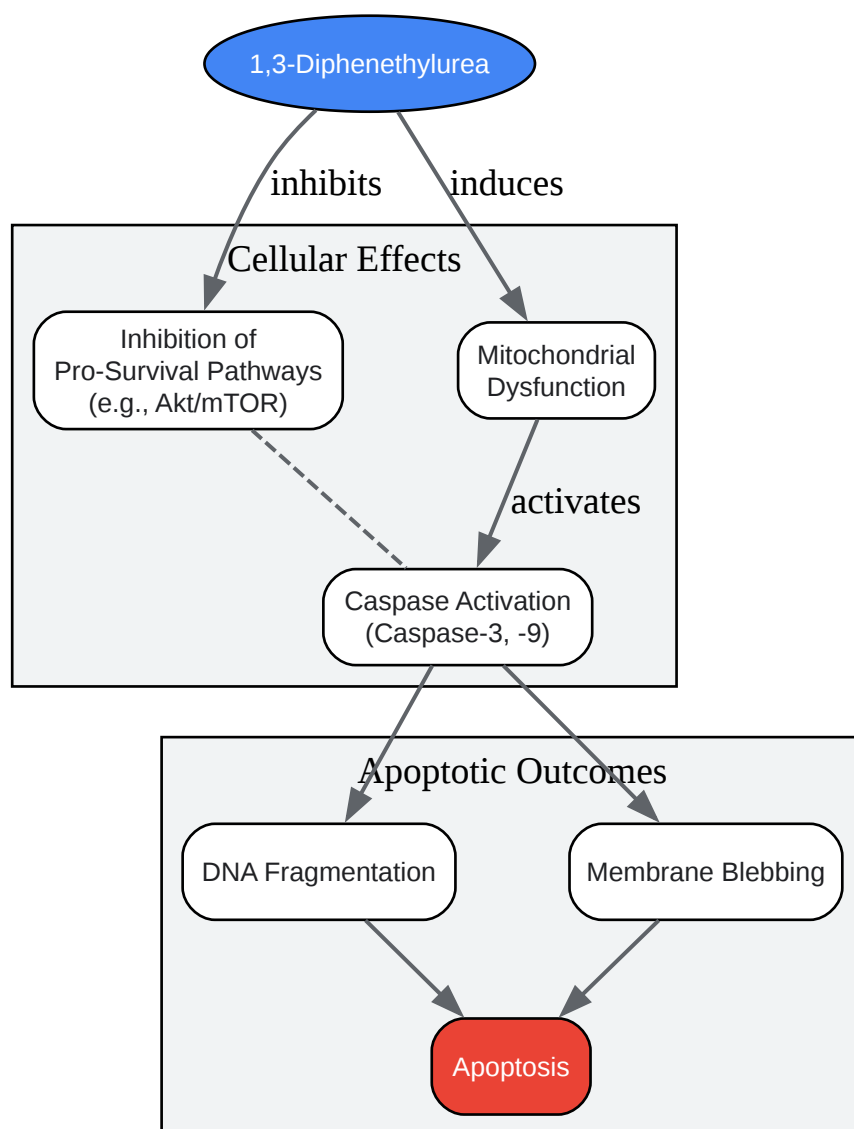 1,3-Diphenethylurea
inhibits
induces
Cellular Effects
Inhibition of
Pro-Survival Pathways
(e.g., Akt/mTOR)
Mitochondrial
Dysfunction
activates
Caspase Activation
(Caspase-3, -9)
Apoptotic Outcomes
DNA Fragmentation
Membrane Blebbing
Apoptosis